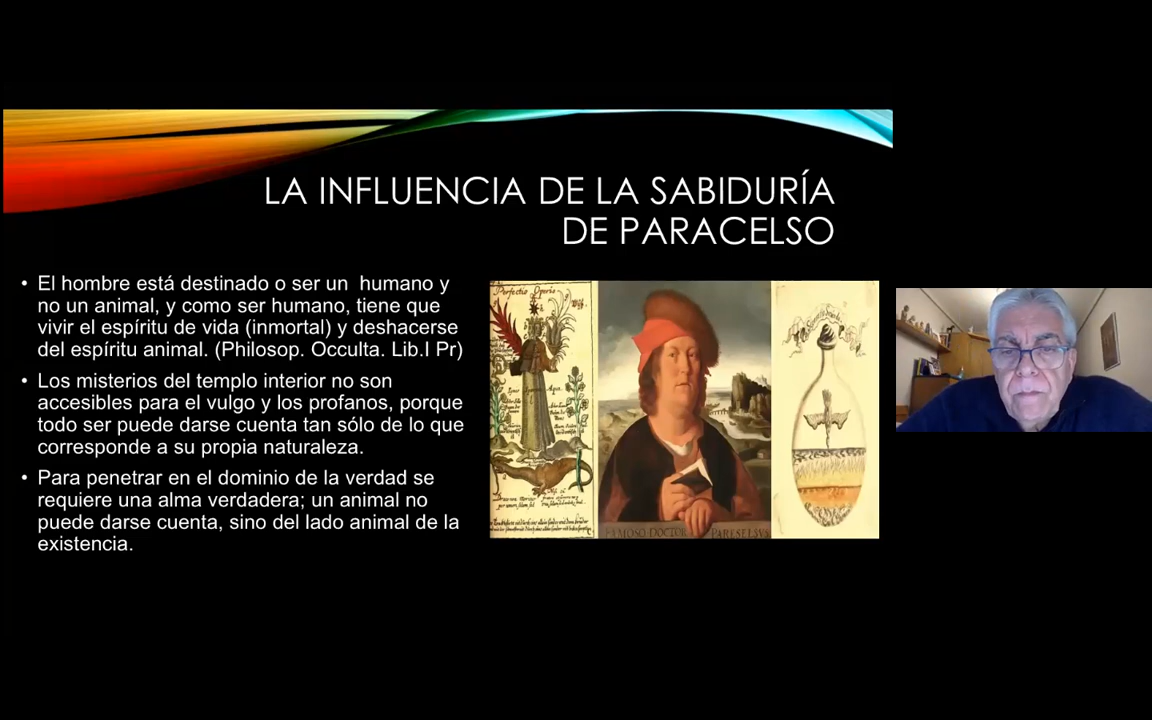 LA INFLUENCIA DE LA SABIDURÍA
DE PARACELSO
• El hombre está destinado o ser un  humano y
no un animal, y como ser humano, tiene que
vivir el espíritu de vida (inmortal) y deshacerse
del espíritu animal. (Philosop. Occulta. Lib.I Pr)
• Los misterios del templo interior no son
accesibles para el vulgo y los profanos, porque
todo ser puede darse cuenta tan sólo de lo que
corresponde a su propia naturaleza.
• Para penetrar en el dominio de la verdad se
requiere una alma verdadera; un animal no
puede darse cuenta, sino del lado animal de la
existencia.
Perfectio Operis
FAMOSO DOCTOR PARESELSVS